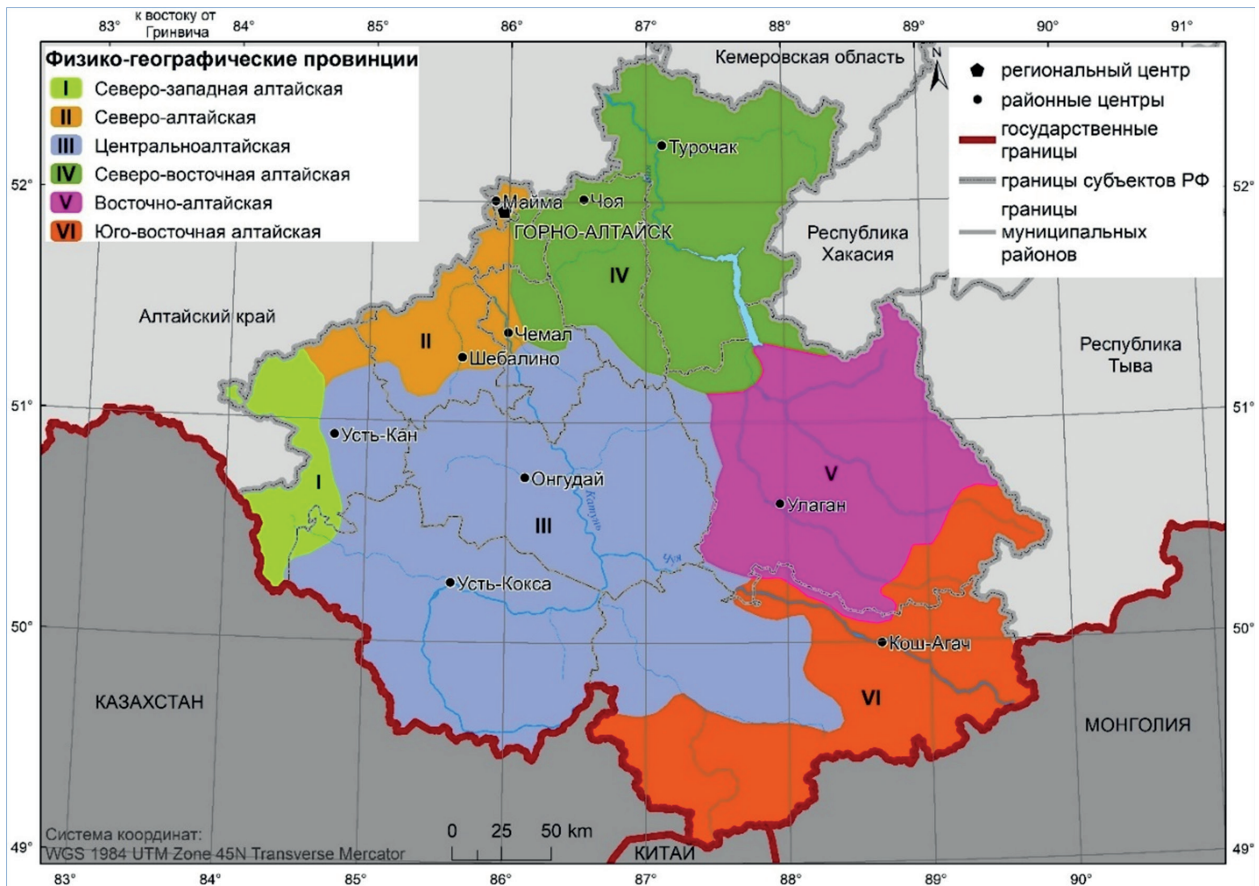 к востоку от
Гринвича
83°
84°
85°
86°
87°
88°
89°
90°
91°
Физико-географические провинции
I Северо-западная алтайская
II Северо-алтайская
III Центральноалтайская
IV Северо-восточная алтайская
V Восточно-алтайская
VI Юго-восточная алтайская
N
региональный центр
районные центры
государственные
границы
границы субъектов РФ
границы
муниципальных
районов
Кемеровская область
Турочак
52°
52°
Майма
Чоя
ГОРНО-АЛТАЙСК
Республика
Хакасия
IV
Алтайский край
Чемал
II
Шебалино
Республика
Тыва
51°
51°
Усть-Кан
I
Онгудай
V
Улаган
Катунь
III
Усть-Кокса
50°
50°
Кош-Агач
VI
КАЗАХСТАН
МОНГОЛИЯ
Система координат:
WGS 1984 UTM Zone 45N Transverse Mercator
0 25 50 km
КИТАЙ
49°
49°
83°
84°
85°
86°
87°
88°
89°
90°